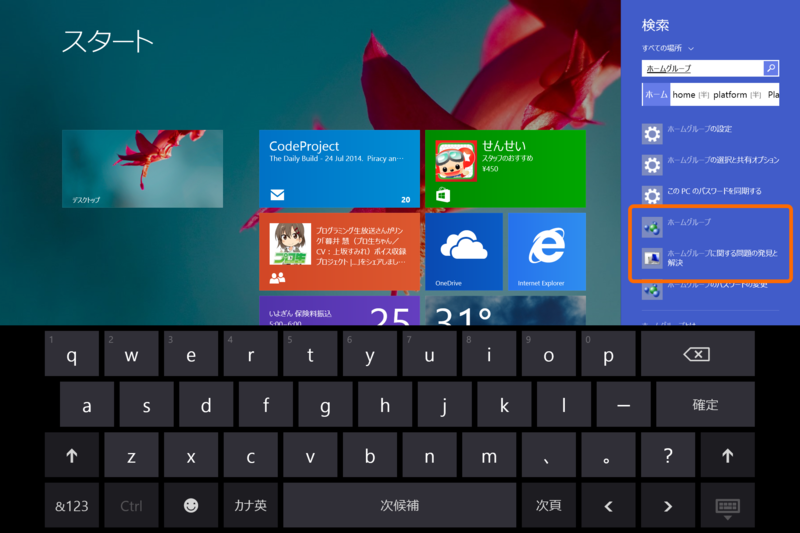 スタート
デスクトップ
CodeProject
The Daily Build - 24 Jul 2014. Piracy an…
20
せんせい
スタッフのおすすめ
¥450
プログラミング生放送さんがリン
ク「藤井 慧（プロ生ちゃん／
CV：上坂すみれ）ボイス収録
プロジェクト |...」をシェアしまし…
OneDrive
Internet Explorer
いよぎん 保険料振込
5:00 - 6:00
25
31°
検索
すべての場所
ホームグループ
ホーム home [半] platform [半] Pla
ホームグループの設定
ホームグループの選択と共有オプション
この PC のパスワードを同期する
ホームグループ
ホームグループに関する問題の発見と
解決
ホームグループのパスワードの変更
1 2 3 4 5 6 7 8 9 0
q w e r t y u i o p
a s d f g h j k l ー 確定
z x c v b n m 、 。 ?
&123 Ctrl カナ英 次候補 次頁 < >